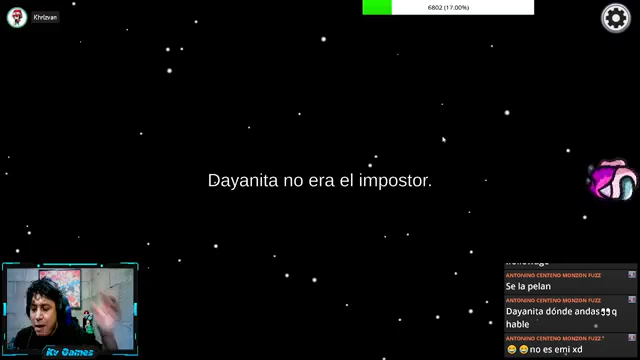 Khrizvan
6802 (17.00%)
Dayanita no era el impostor.
ANTONINO CENTENO MONZON FUZZ
Se la pelan
ANTONINO CENTENO MONZON FUZZ
Dayanita dónde andas👀q
hable
ANTONINO CENTENO MONZON FUZZ
😅😅no es emi xd
Kv Games